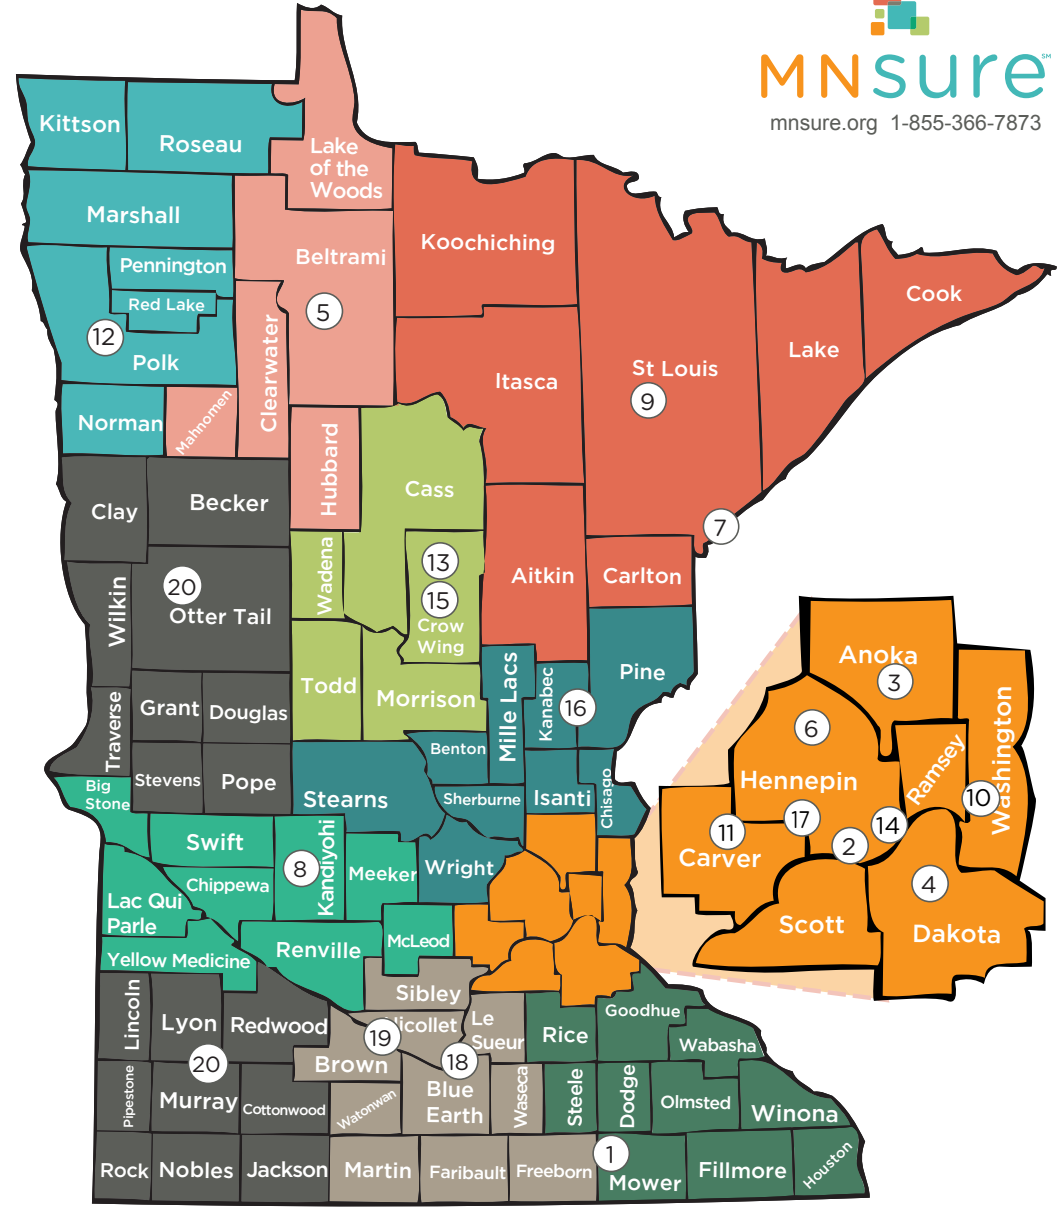 MNsure℠
mnsure.org 1-855-366-7873
Kittson
Roseau
Lake
of the
Woods
Marshall
Beltrami
Koochiching
Pennington
Red Lake
12
Polk
5
Clearwater
Cook
Lake
St Louis
9
Itasca
Norman
Mahnomen
Hubbard
Cass
Clay
Becker
7
Wadena
13
15
Crow
Wing
Aitkin
Carlton
Wilkin
20
Otter Tail
Todd
Morrison
Mille Lacs
Kanabec
16
Pine
Traverse
Grant
Douglas
Benton
Big
Stone
Stevens
Pope
Stearns
Sherburne
Isanti
Chisago
Swift
8
Kandiyohi
Meeker
Wright
Chippewa
Lac Qui
Parle
Yellow Medicine
Renville
McLeod
Anoka
3
6
Hennepin
Ramsey
Washington
10
11
Carver
17
14
2
4
Scott
Dakota
Lincoln
Lyon
Redwood
Sibley
19
icollet
Le
Sueur
Rice
Goodhue
Wabasha
20
Brown
18
Pipestone
Murray
Cottonwood
Watonwan
Blue
Earth
Waseca
Steele
Dodge
Olmsted
Winona
Rock
Nobles
Jackson
Martin
Faribault
Freeborn
1
Mower
Fillmore
Houston